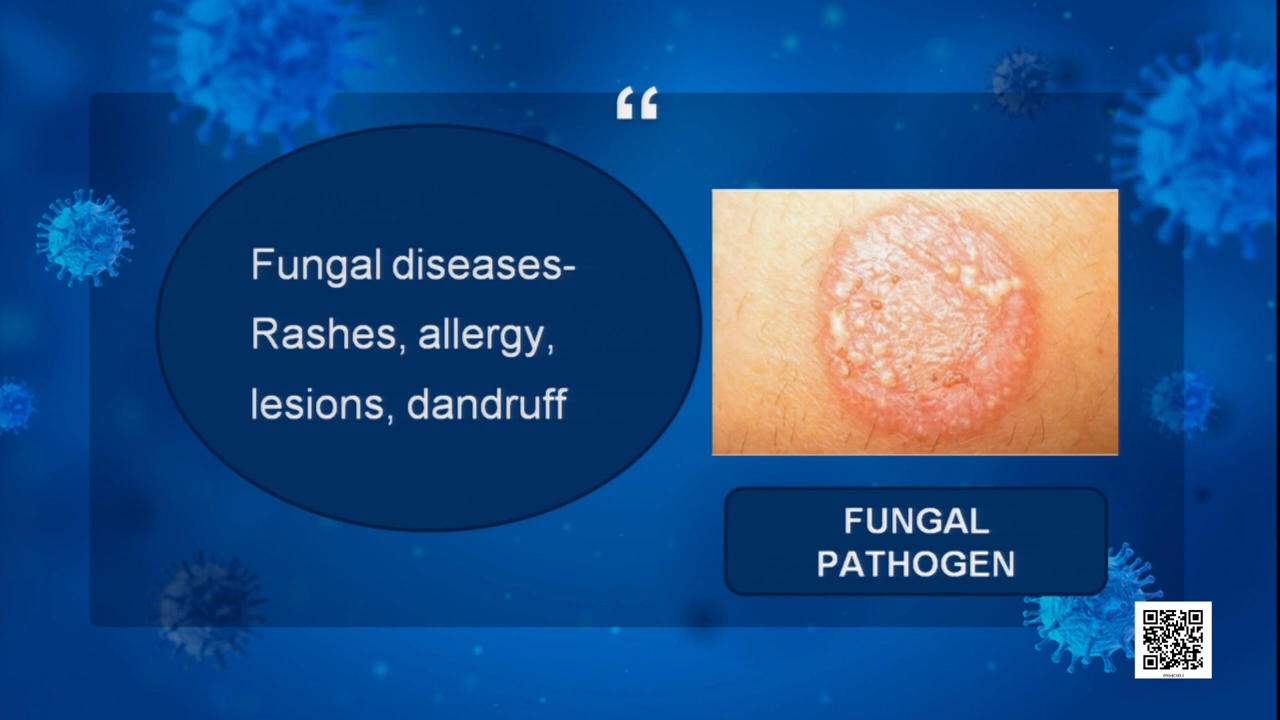 “
Fungal diseases-
Rashes, allergy,
lesions, dandruff
FUNGAL
PATHOGEN